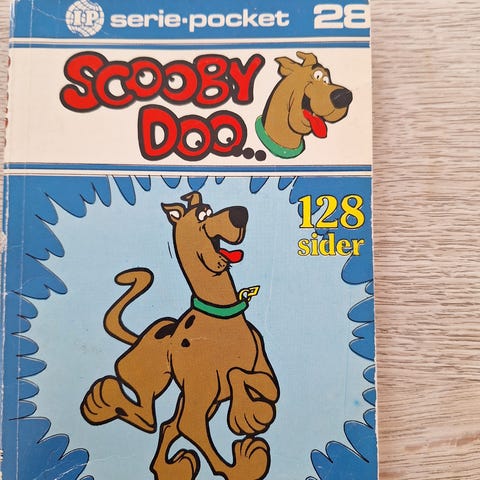 IP serie·pocket 28
SCOOBY
DOO..
128
sider